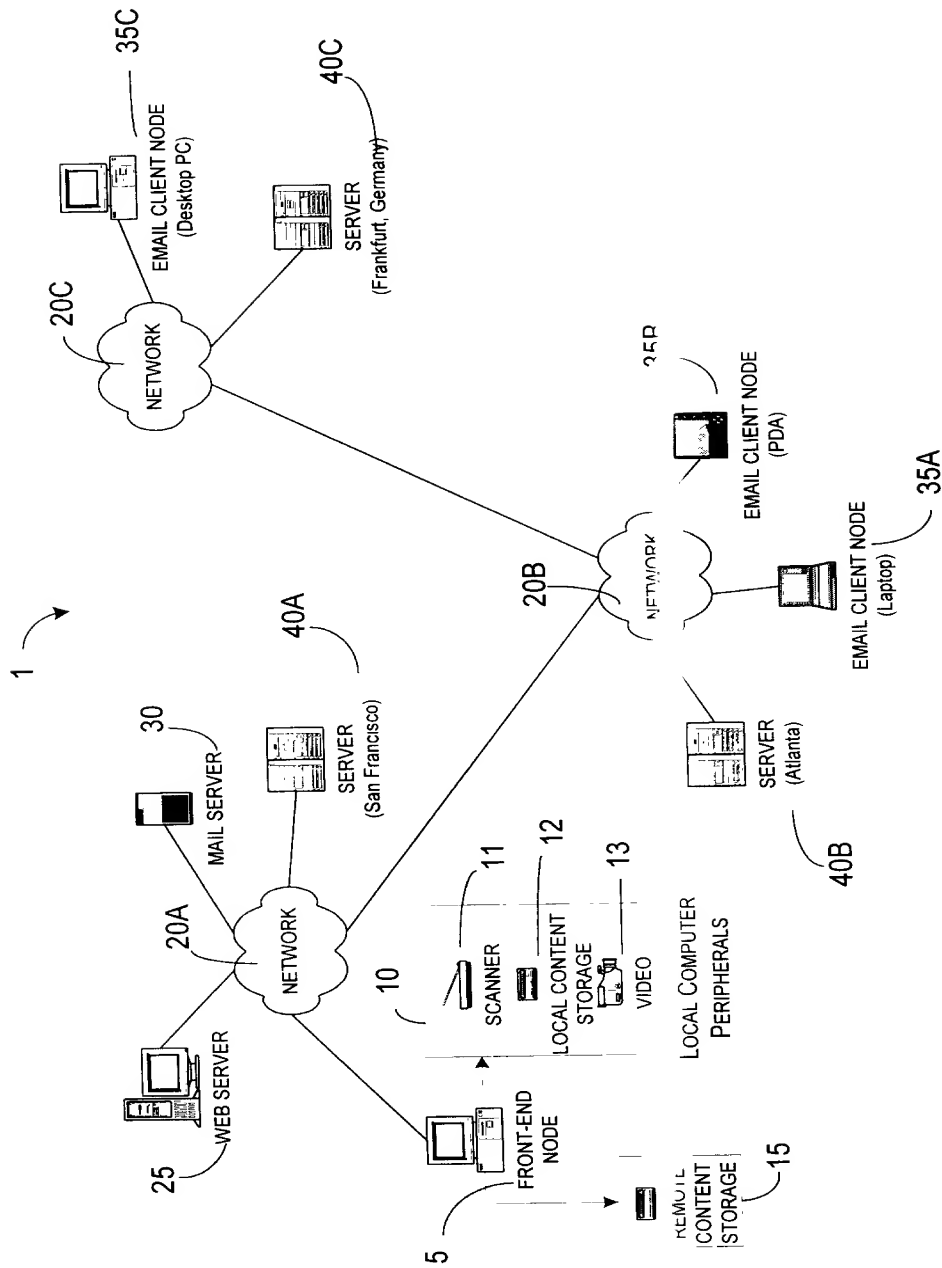 1
25
WEB SERVER
MAIL SERVER
30
20A
NETWORK
SERVER
(San Francisco)
40A
5
FRONT-END
NODE
10
SCANNER
11
LOCAL CONTENT
STORAGE
12
VIDEO
13
LOCAL COMPUTER
PERIPHERALS
CONTENT
STORAGE
15
20C
NETWORK
EMAIL CLIENT NODE
(Desktop PC)
35C
SERVER
(Frankfurt, Germany)
40C
20B
NETWORK
SERVER
(Atlanta)
40B
EMAIL CLIENT NODE
(Laptop)
35A
EMAIL CLIENT NODE
(PDA)